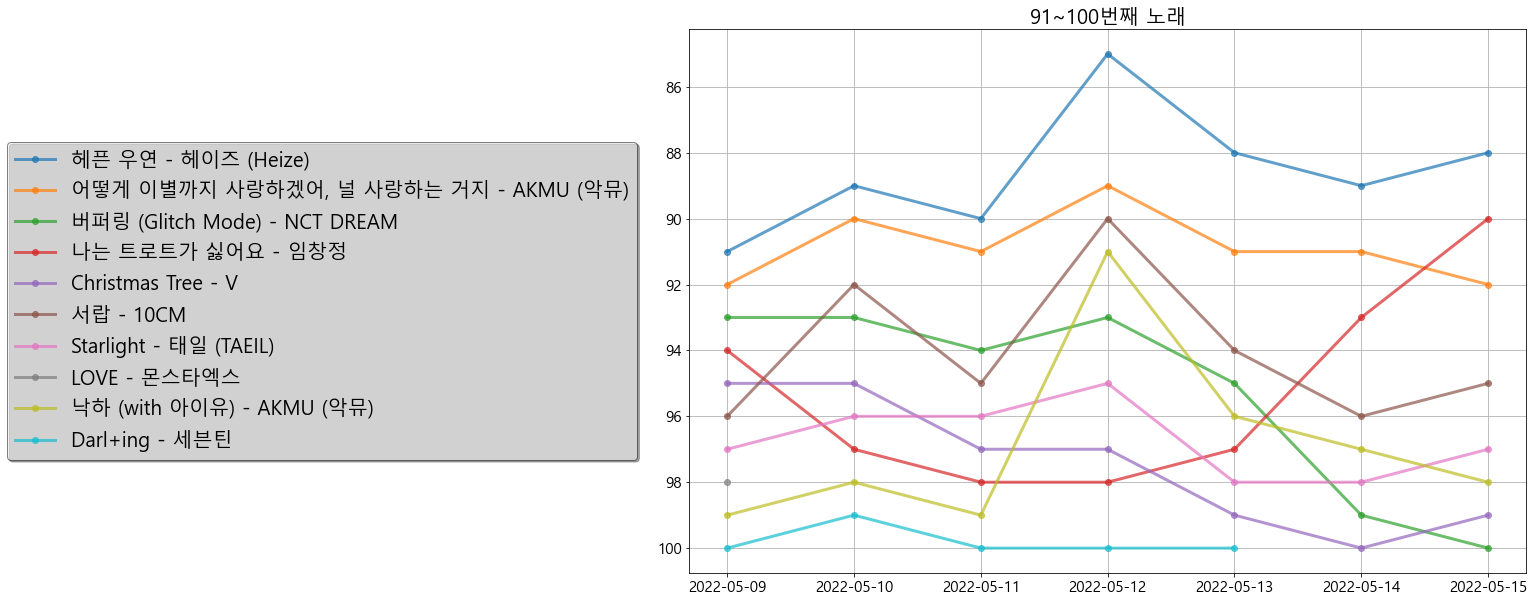 91~100번째 노래
헤픈 우연 - 헤이즈 (Heize)
어떻게 이별까지 사랑하겠어, 널 사랑하는 거지 - AKMU (악뮤)
버퍼링 (Glitch Mode) - NCT DREAM
나는 트로트가 싫어요 - 임창정
Christmas Tree - V
서랍 - 10CM
Starlight - 태일 (TAEIL)
LOVE - 몬스타엑스
낙하 (with 아이유) - AKMU (악뮤)
Darl+ing - 세븐틴
86
88
90
92
94
96
98
100
2022-05-09 2022-05-10 2022-05-11 2022-05-12 2022-05-13 2022-05-14 2022-05-15